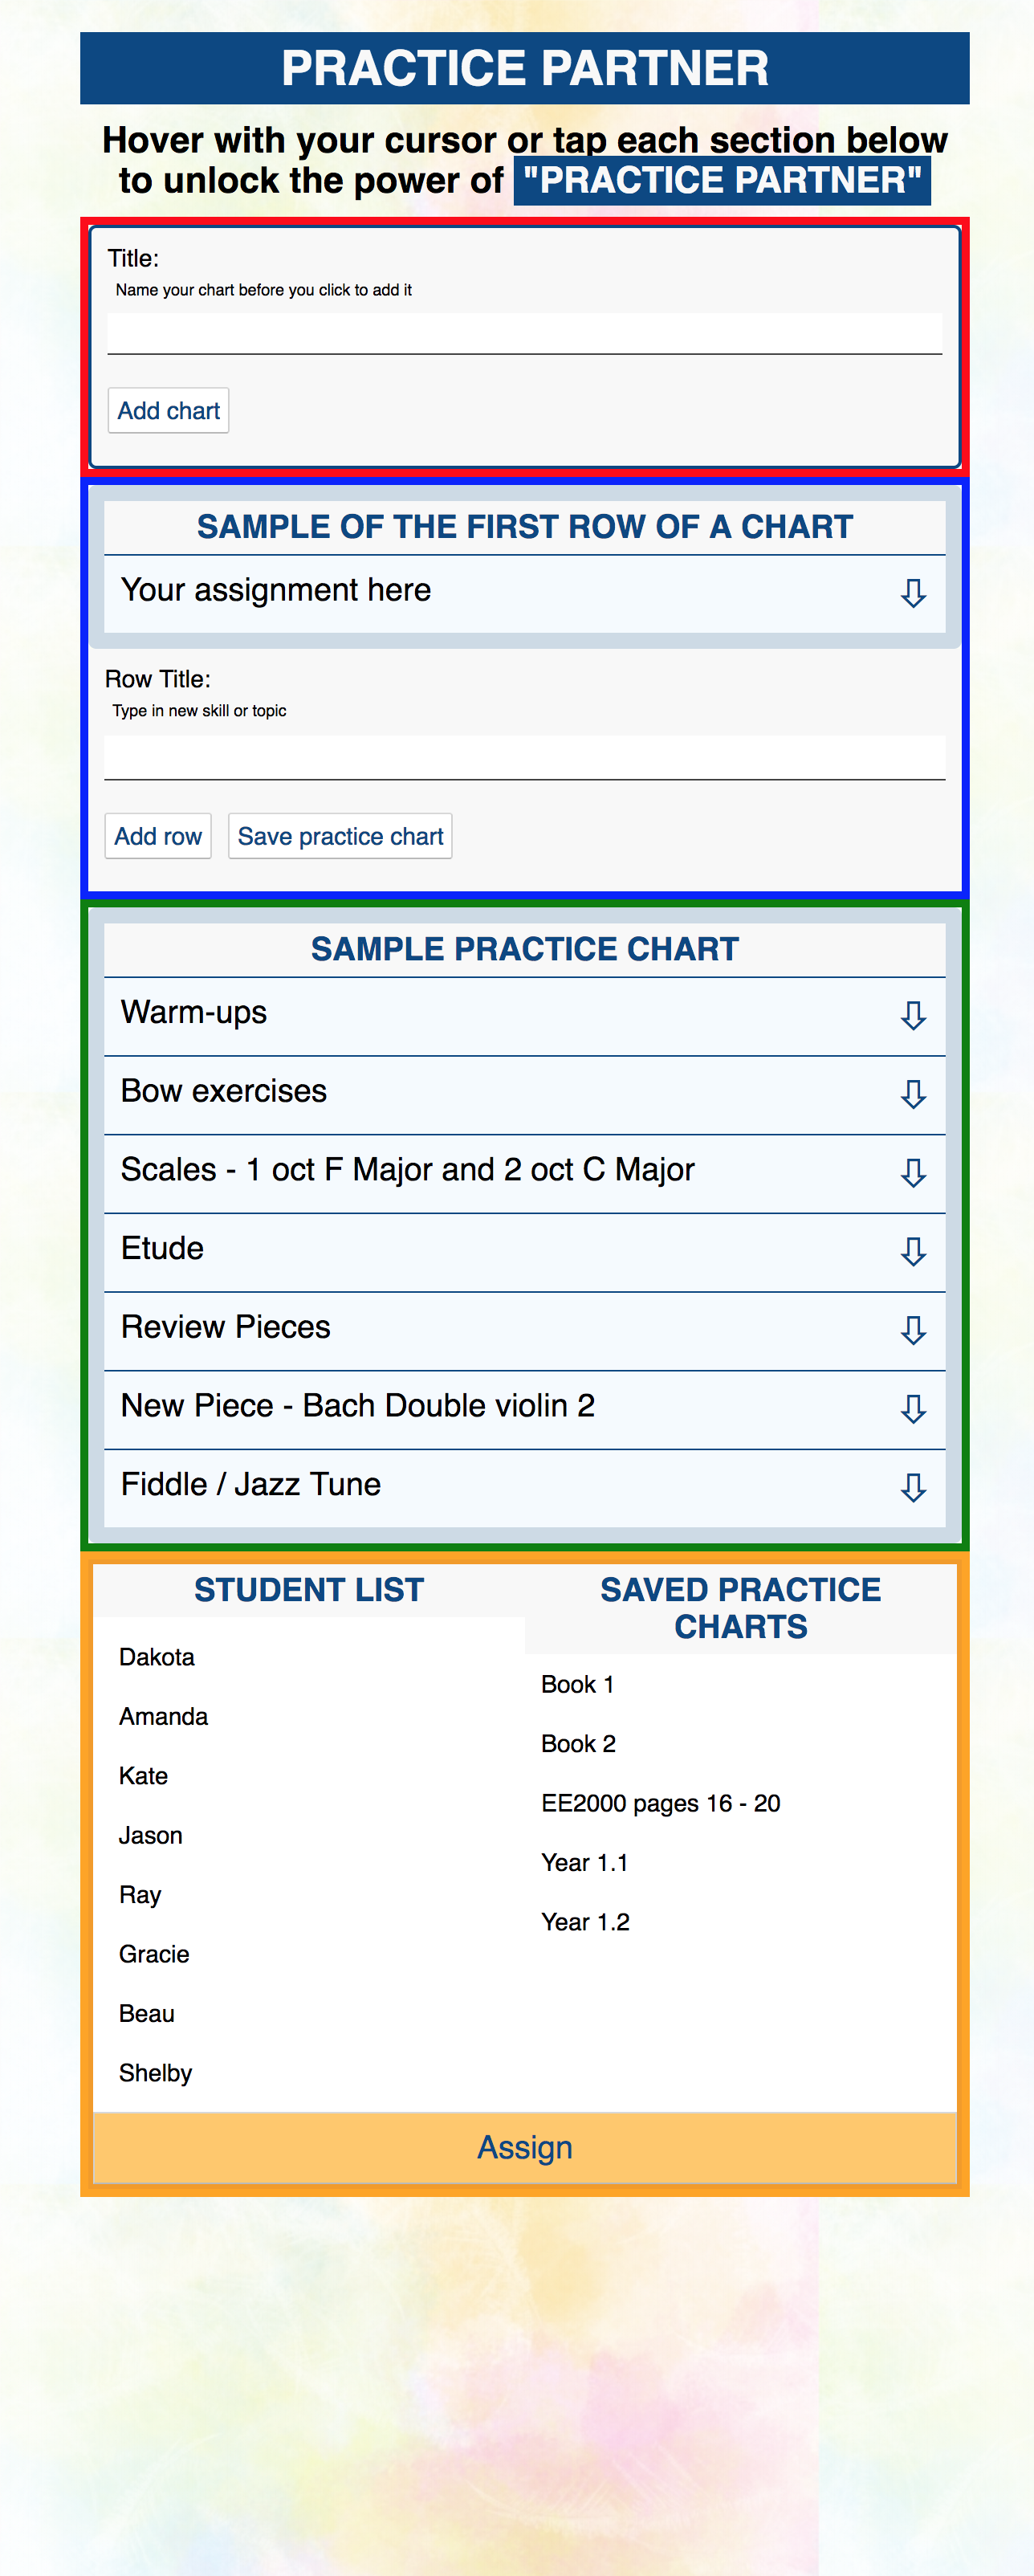 PRACTICE PARTNER
Hover with your cursor or tap each section below
to unlock the power of "PRACTICE PARTNER"
Title:
Name your chart before you click to add it
Add chart
SAMPLE OF THE FIRST ROW OF A CHART
Your assignment here
Row Title:
Type in new skill or topic
Add row Save practice chart
SAMPLE PRACTICE CHART
Warm-ups
Bow exercises
Scales - 1 oct F Major and 2 oct C Major
Etude
Review Pieces
New Piece - Bach Double violin 2
Fiddle / Jazz Tune
STUDENT LIST
Dakota
Amanda
Kate
Jason
Ray
Gracie
Beau
Shelby
SAVED PRACTICE
CHARTS
Book 1
Book 2
EE2000 pages 16 - 20
Year 1.1
Year 1.2
Assign